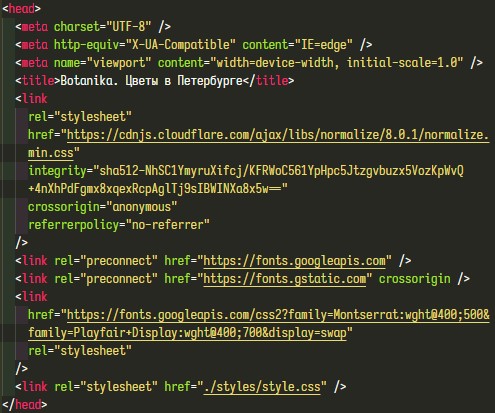 <head>
<meta charset="UTF-8" />
<meta http-equiv="X-UA-Compatible" content="IE=edge" />
<meta name="viewport" content="width=device-width, initial-scale=1.0" />
<title>Botanika. Цветы в Петербурге</title>
<link
rel="stylesheet"
href="https://cdnjs.cloudflare.com/ajax/libs/normalize/8.0.1/normalize.
min.css"
integrity="sha512-NhSC1YmyruXifcj/KFRWoC561YpHpc5Jtzgvbuzx5VozKpWvQ
+4nXhPdFgmx8xqexRcpAglTj9sIBWINXa8x5w=="
crossorigin="anonymous"
referrerpolicy="no-referrer"
/>
<link rel="preconnect" href="https://fonts.googleapis.com" />
<link rel="preconnect" href="https://fonts.gstatic.com" crossorigin />
<link
href="https://fonts.googleapis.com/css2?family=Montserrat:wght@400;500&
family=Playfair+Display:wght@400;700&display=swap"
rel="stylesheet"
/>
<link rel="stylesheet" href="./styles/style.css" />
</head>